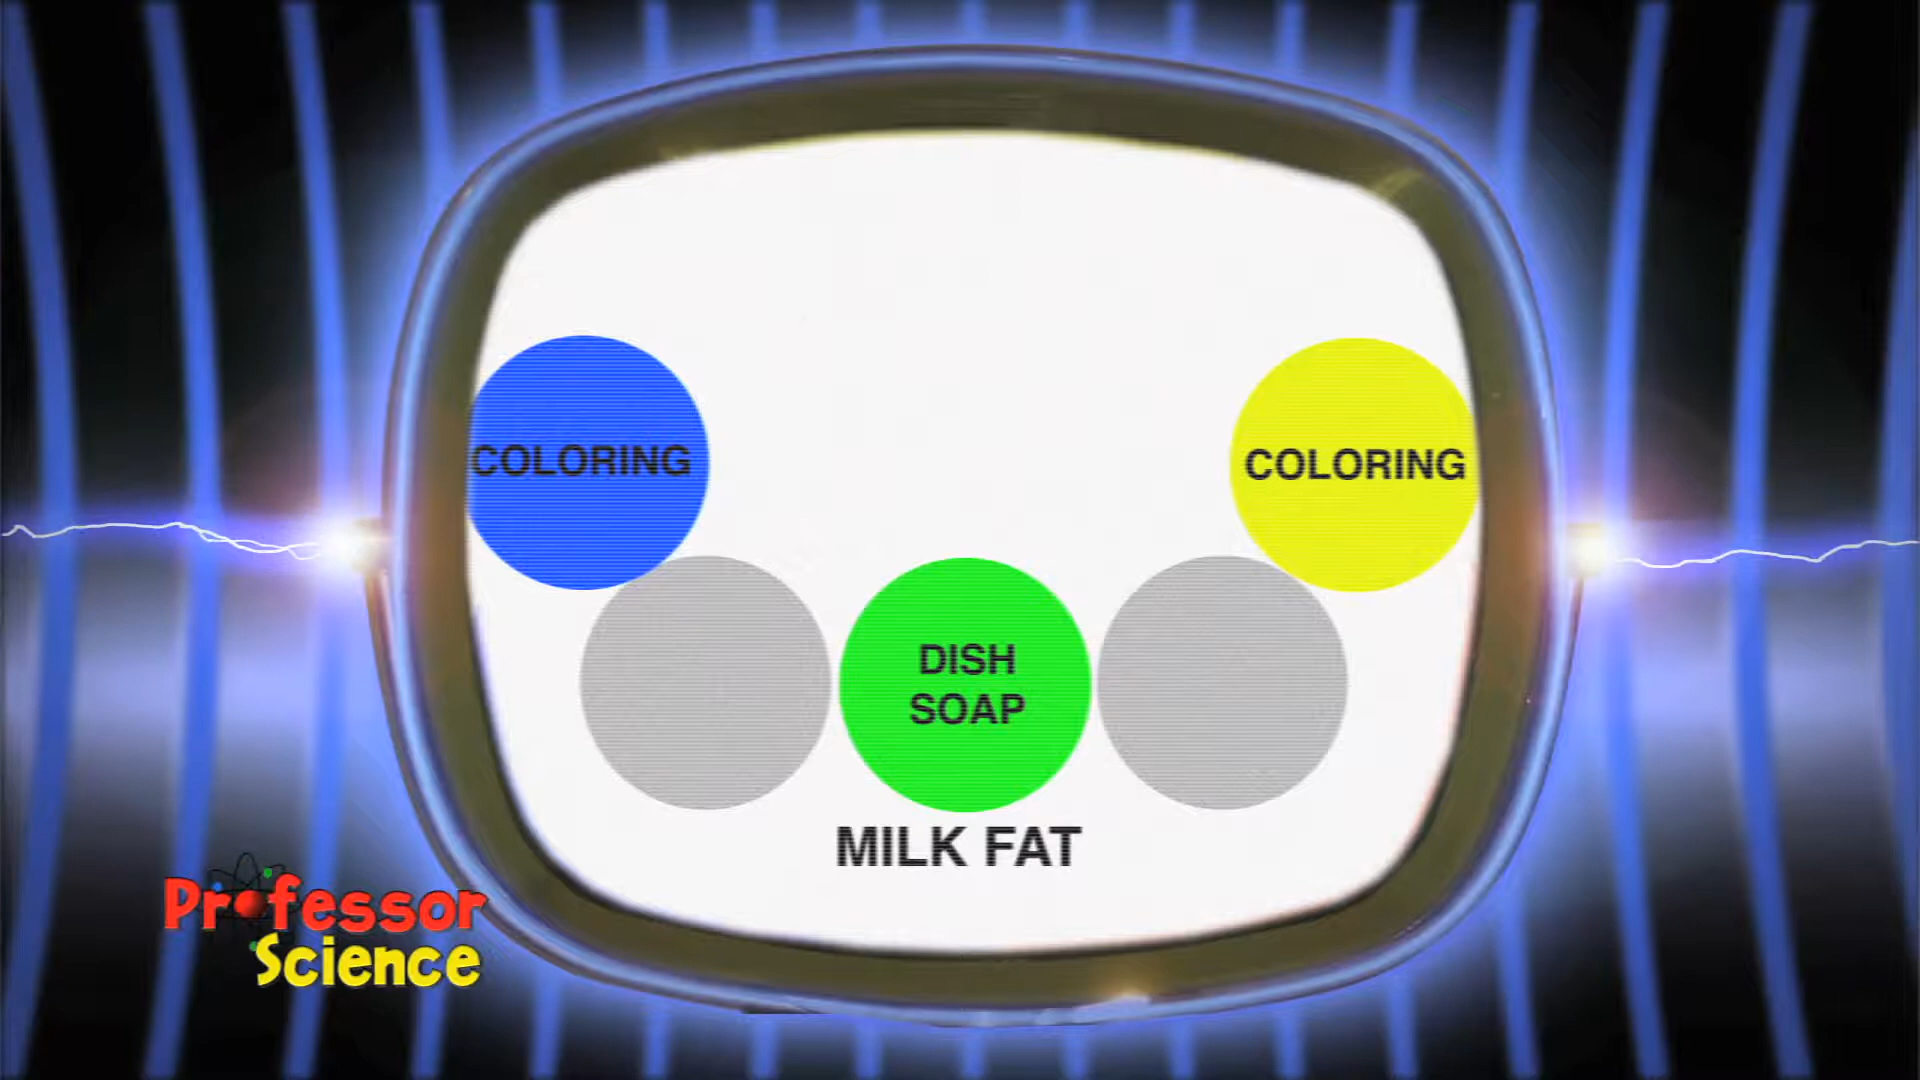 COLORING
COLORING
DISH
SOAP
MILK FAT
Professor
Science